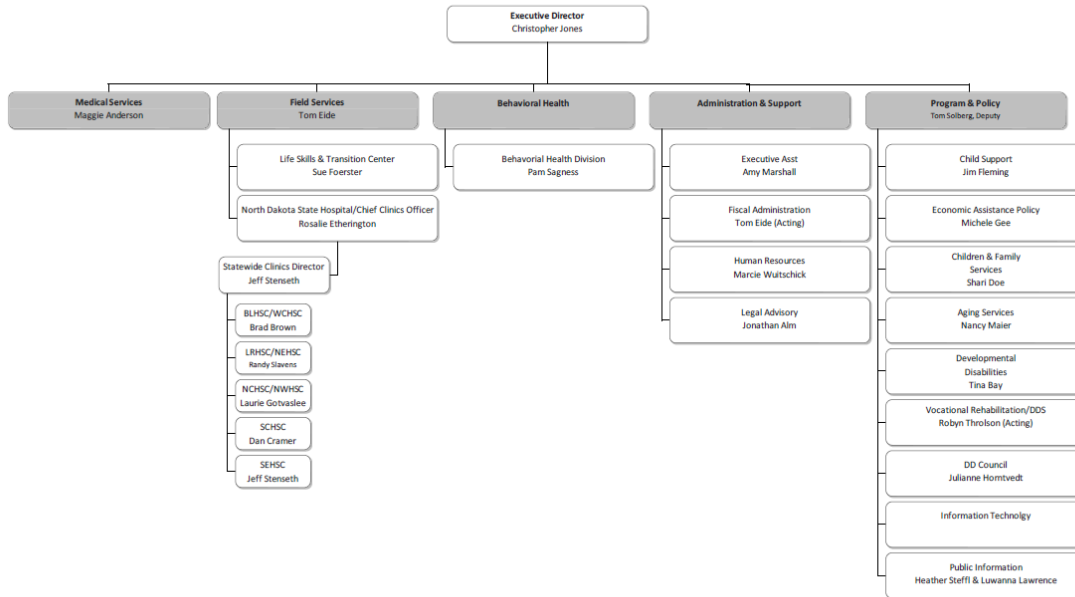 Executive Director
Christopher Jones
Medical Services
Maggie Anderson
Field Services
Tom Eide
Behavioral Health
Administration & Support
Program & Policy
Tom Solberg, Deputy
Life Skills & Transition Center
Sue Foerster
North Dakota State Hospital/Chief Clinics Officer
Rosalie Etherington
Statewide Clinics Director
Jeff Stenseth
BLHSC/WCHSC
Brad Brown
LRHSC/NEHSC
Randy Slavens
NCHSC/NWHSC
Laurie Gotvaslee
SCHSC
Dan Cramer
SEHSC
Jeff Stenseth
Behavorial Health Division
Pam Sagness
Executive Asst
Amy Marshall
Fiscal Administration
Tom Eide (Acting)
Human Resources
Marcie Wuitschick
Legal Advisory
Jonathan Alm
Child Support
Jim Fleming
Economic Assistance Policy
Michele Gee
Children & Family
Services
Shari Doe
Aging Services
Nancy Maier
Developmental
Disabilities
Tina Bay
Vocational Rehabilitation/DDS
Robyn Throlson (Acting)
DD Council
Julianne Horntvedt
Information Technolgy
Public Information
Heather Steffl & Luwanna Lawrence